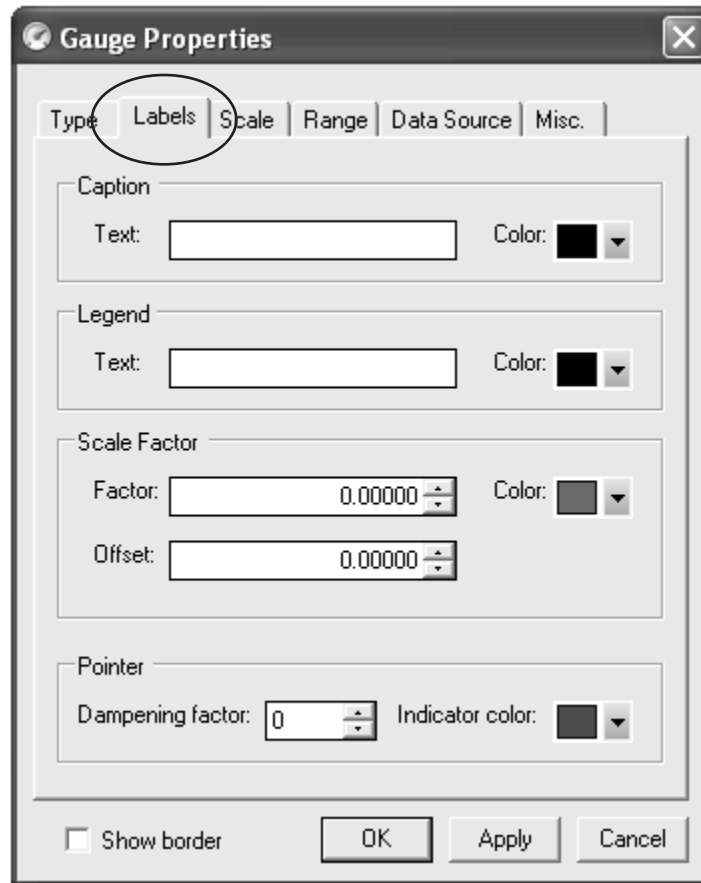 Gauge Properties
Type Labels Scale Range Data Source Misc.
Caption
Text: Color:
Legend
Text: Color:
Scale Factor
Factor: 0.00000 Color:
Offset: 0.00000
Pointer
Dampening factor: 0 Indicator color:
Show border OK Apply Cancel